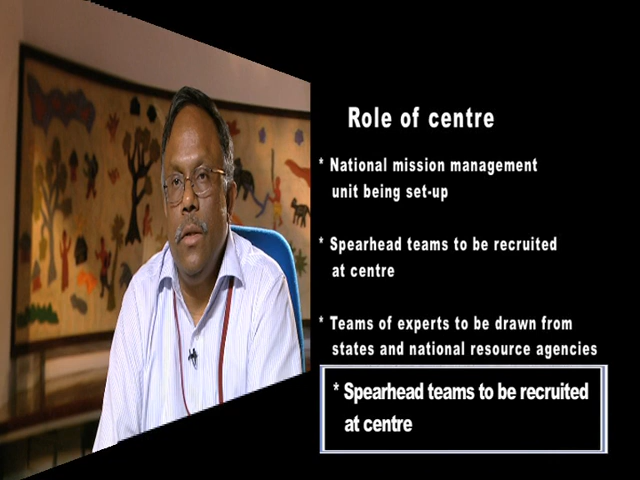 Role of centre
* National mission management
unit being set-up
* Spearhead teams to be recruited
at centre
* Teams of experts to be drawn from
states and national resource agencies
* Spearhead teams to be recruited
at centre